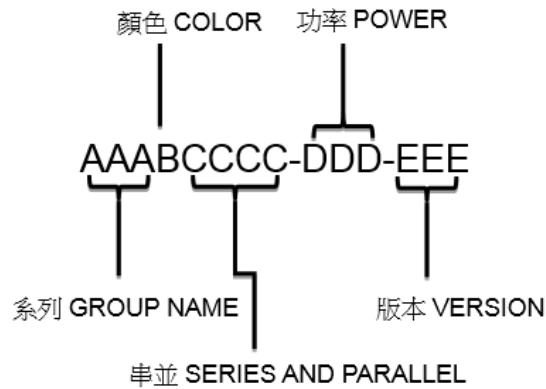 顏色 COLOR
功率 POWER
AAABCCCC-DDD-EEE
系列 GROUP NAME
版本 VERSION
串並 SERIES AND PARALLEL